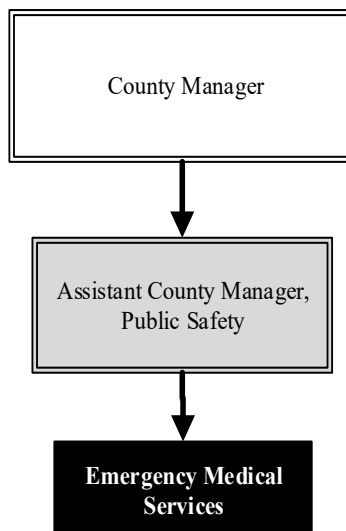 County Manager
Assistant County Manager,
Public Safety
Emergency Medical
Services